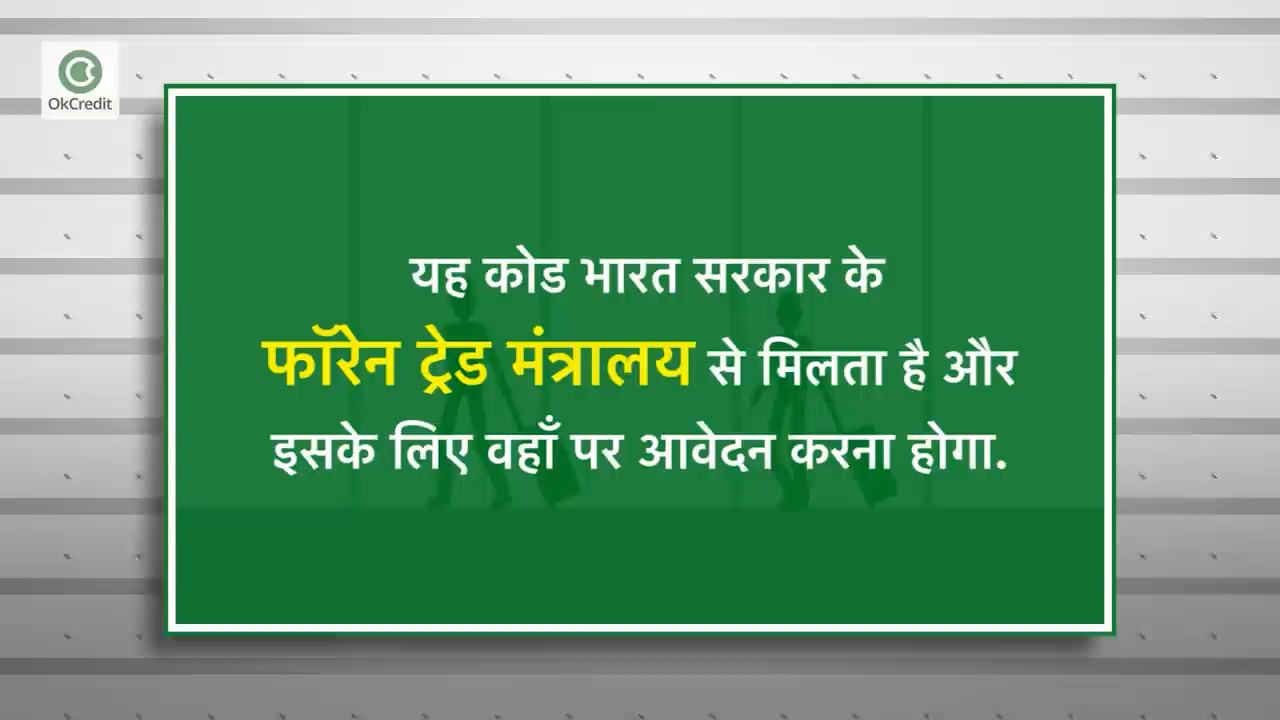 OkCredit
यह कोड भारत सरकार के
फॉरेन ट्रेड मंत्रालय से मिलता है और
इसके लिए वहाँ पर आवेदन करना होगा.